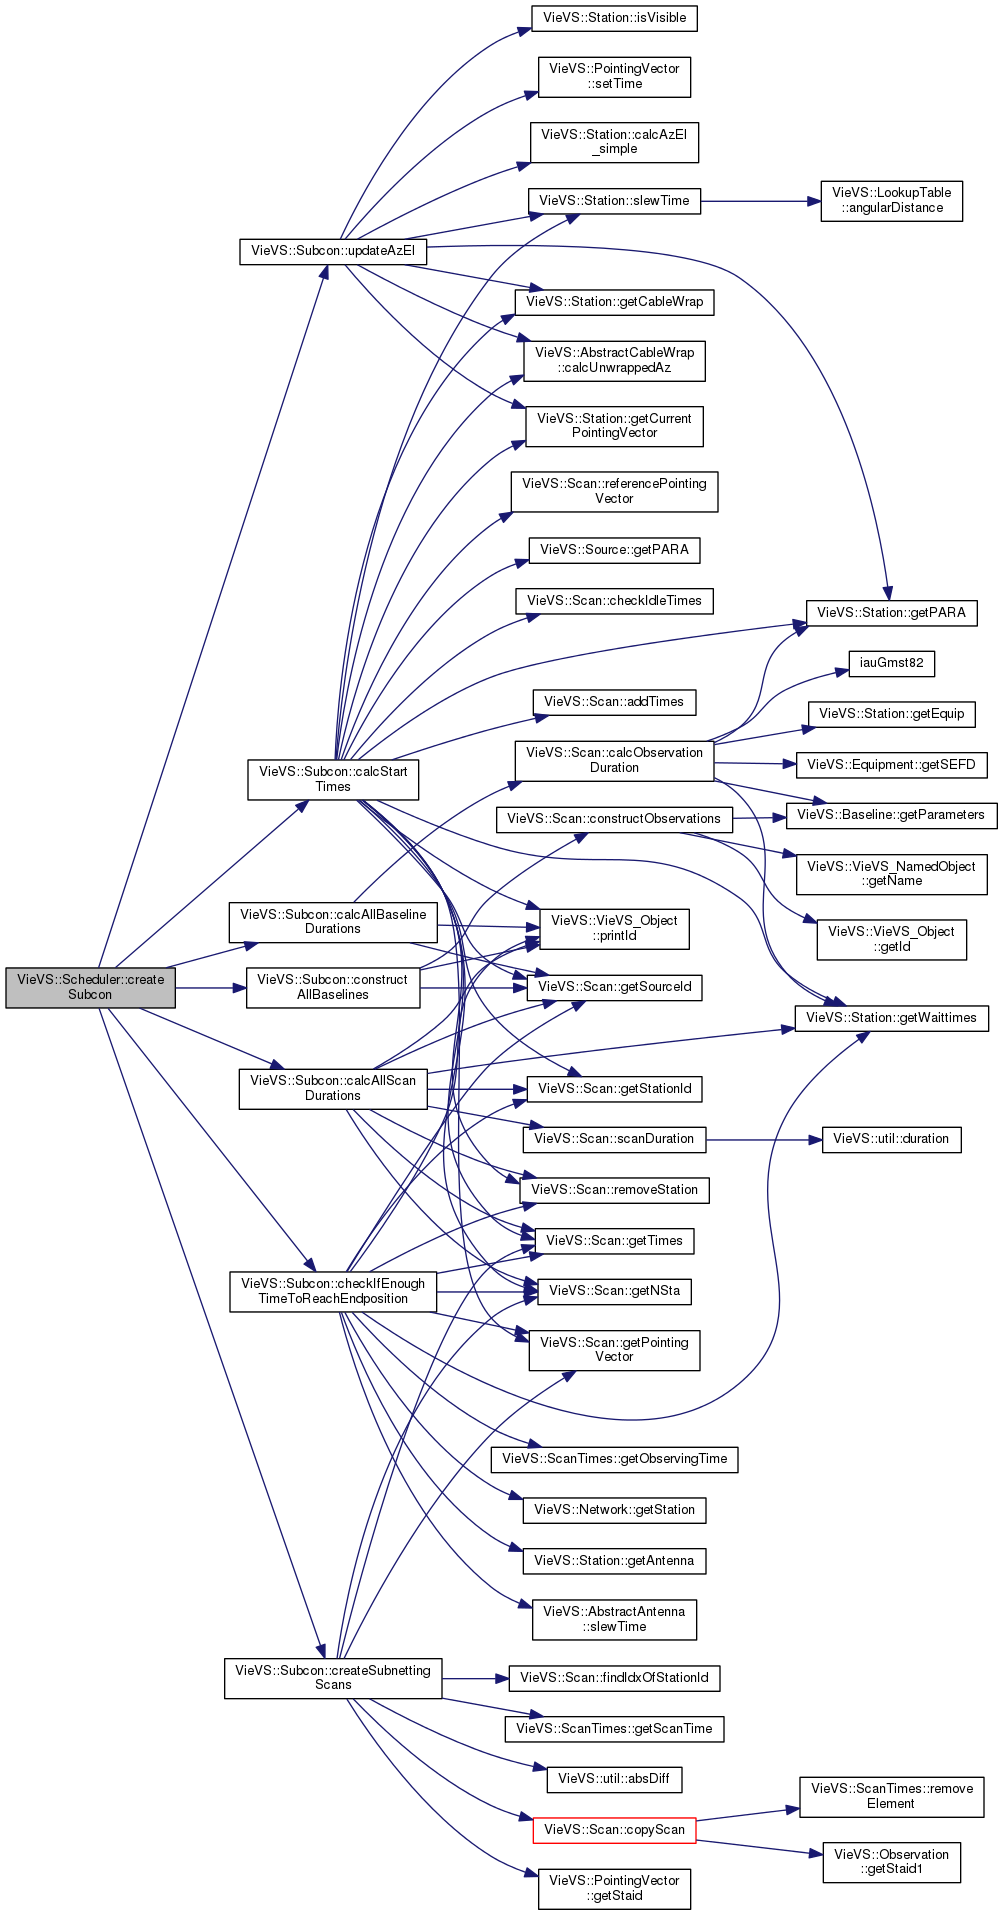 VieVS::Station::isVisible
VieVS::PointingVector
::setTime
VieVS::Station::calcAzEl
_simple
VieVS::Station::slewTime
VieVS::LookupTable
::angularDistance
VieVS::Subcon::updateAzEl
VieVS::Station::getCableWrap
VieVS::AbstractCableWrap
::calcUnwrappedAz
VieVS::Station::getCurrent
PointingVector
VieVS::Scan::referencePointing
Vector
VieVS::Source::getPARA
VieVS::Scan::checkIdleTimes
VieVS::Station::getPARA
iauGmst82
VieVS::Scan::addTimes
VieVS::Station::getEquip
VieVS::Subcon::calcStart
Times
VieVS::Scan::calcObservation
Duration
VieVS::Equipment::getSEFD
VieVS::Scan::constructObservations
VieVS::Baseline::getParameters
VieVS::VieVS_NamedObject
::getName
VieVS::Subcon::calcAllBaseline
Durations
VieVS::VieVS_Object
::printId
VieVS::VieVS_Object
::getId
VieVS::Scheduler::create
Subcon
VieVS::Subcon::construct
AllBaselines
VieVS::Scan::getSourceId
VieVS::Station::getWaittimes
VieVS::Subcon::calcAllScan
Durations
VieVS::Scan::getStationId
VieVS::Scan::scanDuration
VieVS::util::duration
VieVS::Scan::removeStation
VieVS::Scan::getTimes
VieVS::Subcon::checkIfEnough
TimeToReachEndposition
VieVS::Scan::getNSta
VieVS::Scan::getPointing
Vector
VieVS::ScanTimes::getObservingTime
VieVS::Network::getStation
VieVS::Station::getAntenna
VieVS::AbstractAntenna
::slewTime
VieVS::Subcon::createSubnetting
Scans
VieVS::Scan::findIdxOfStationId
VieVS::ScanTimes::getScanTime
VieVS::util::absDiff
VieVS::ScanTimes::remove
Element
VieVS::Scan::copyScan
VieVS::Observation
::getStaid1
VieVS::PointingVector
::getStaid